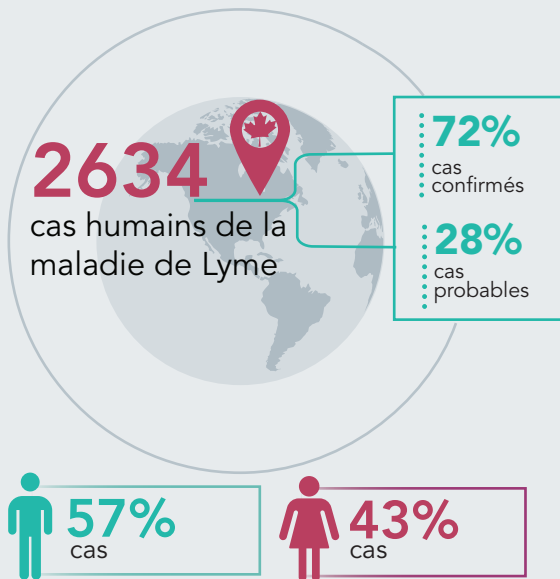 2634
cas humains de la
maladie de Lyme
72%
cas
confirmés
28%
cas
probables
57%
cas
43%
cas